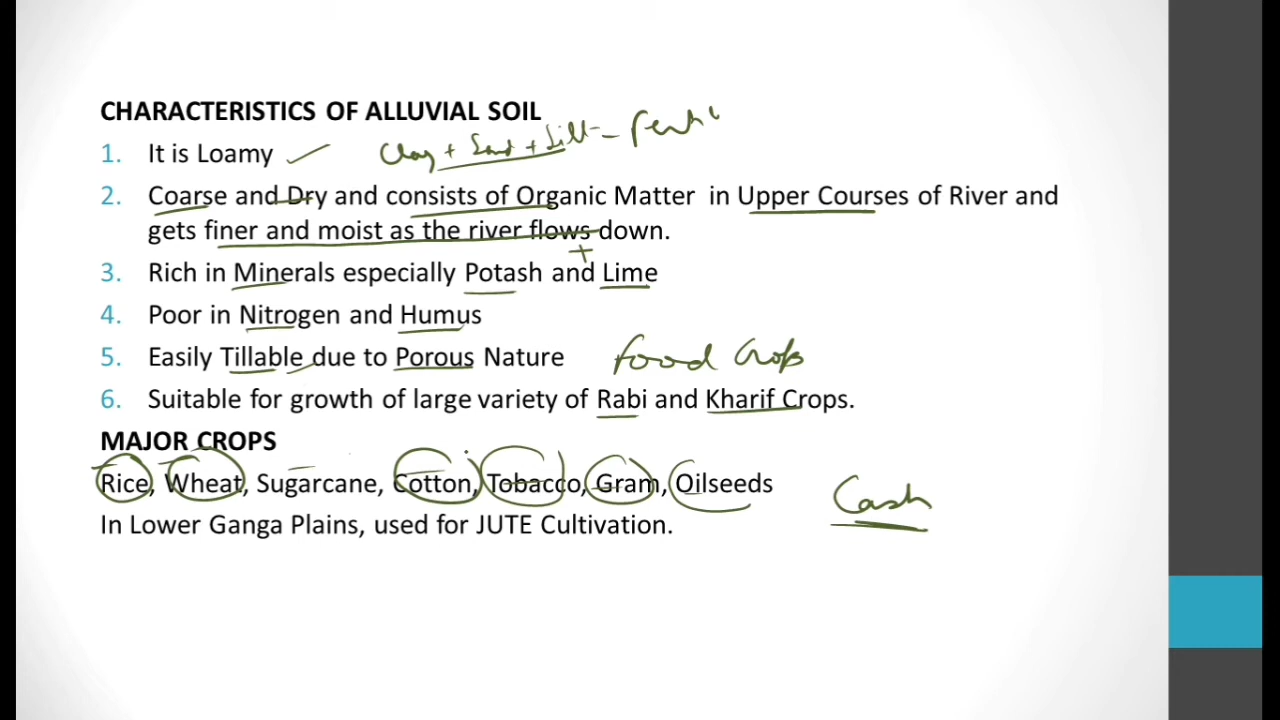 CHARACTERISTICS OF ALLUVIAL SOIL
1. It is Loamy Clay + Sand + Silt -
2. Coarse and Dry and consists of Organic Matter in Upper Courses of River and
gets finer and moist as the river flows down.
+
3. Rich in Minerals especially Potash and Lime
4. Poor in Nitrogen and Humus
5. Easily Tillable due to Porous Nature food Crops
6. Suitable for growth of large variety of Rabi and Kharif Crops.
MAJOR CROPS
Rice, Wheat, Sugarcane, Cotton, Tobacco, Gram, Oilseeds
Cash
In Lower Ganga Plains, used for JUTE Cultivation.